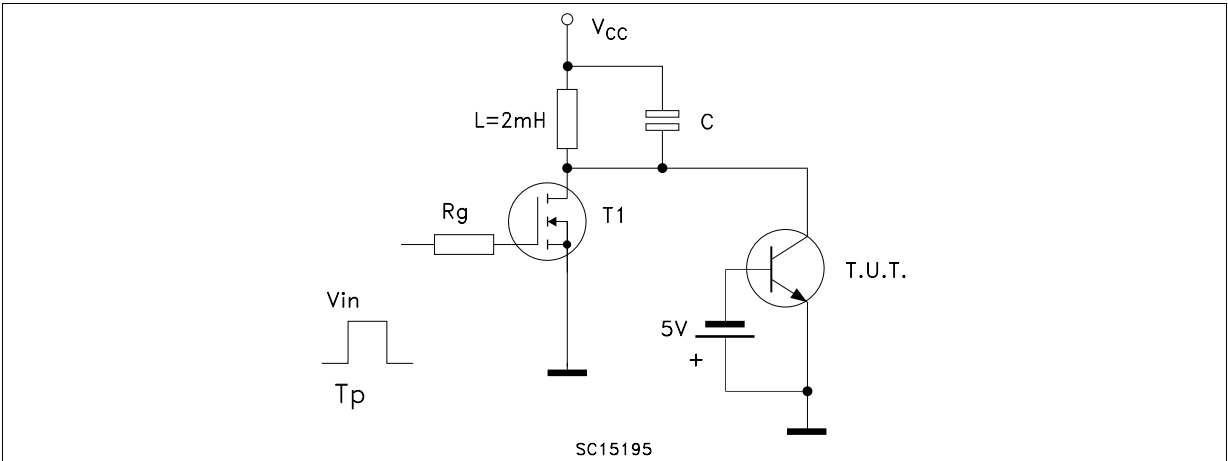 VCC
L=2mH
C
Rg
T1
T.U.T.
Vin
5V
+
Tp
SC15195